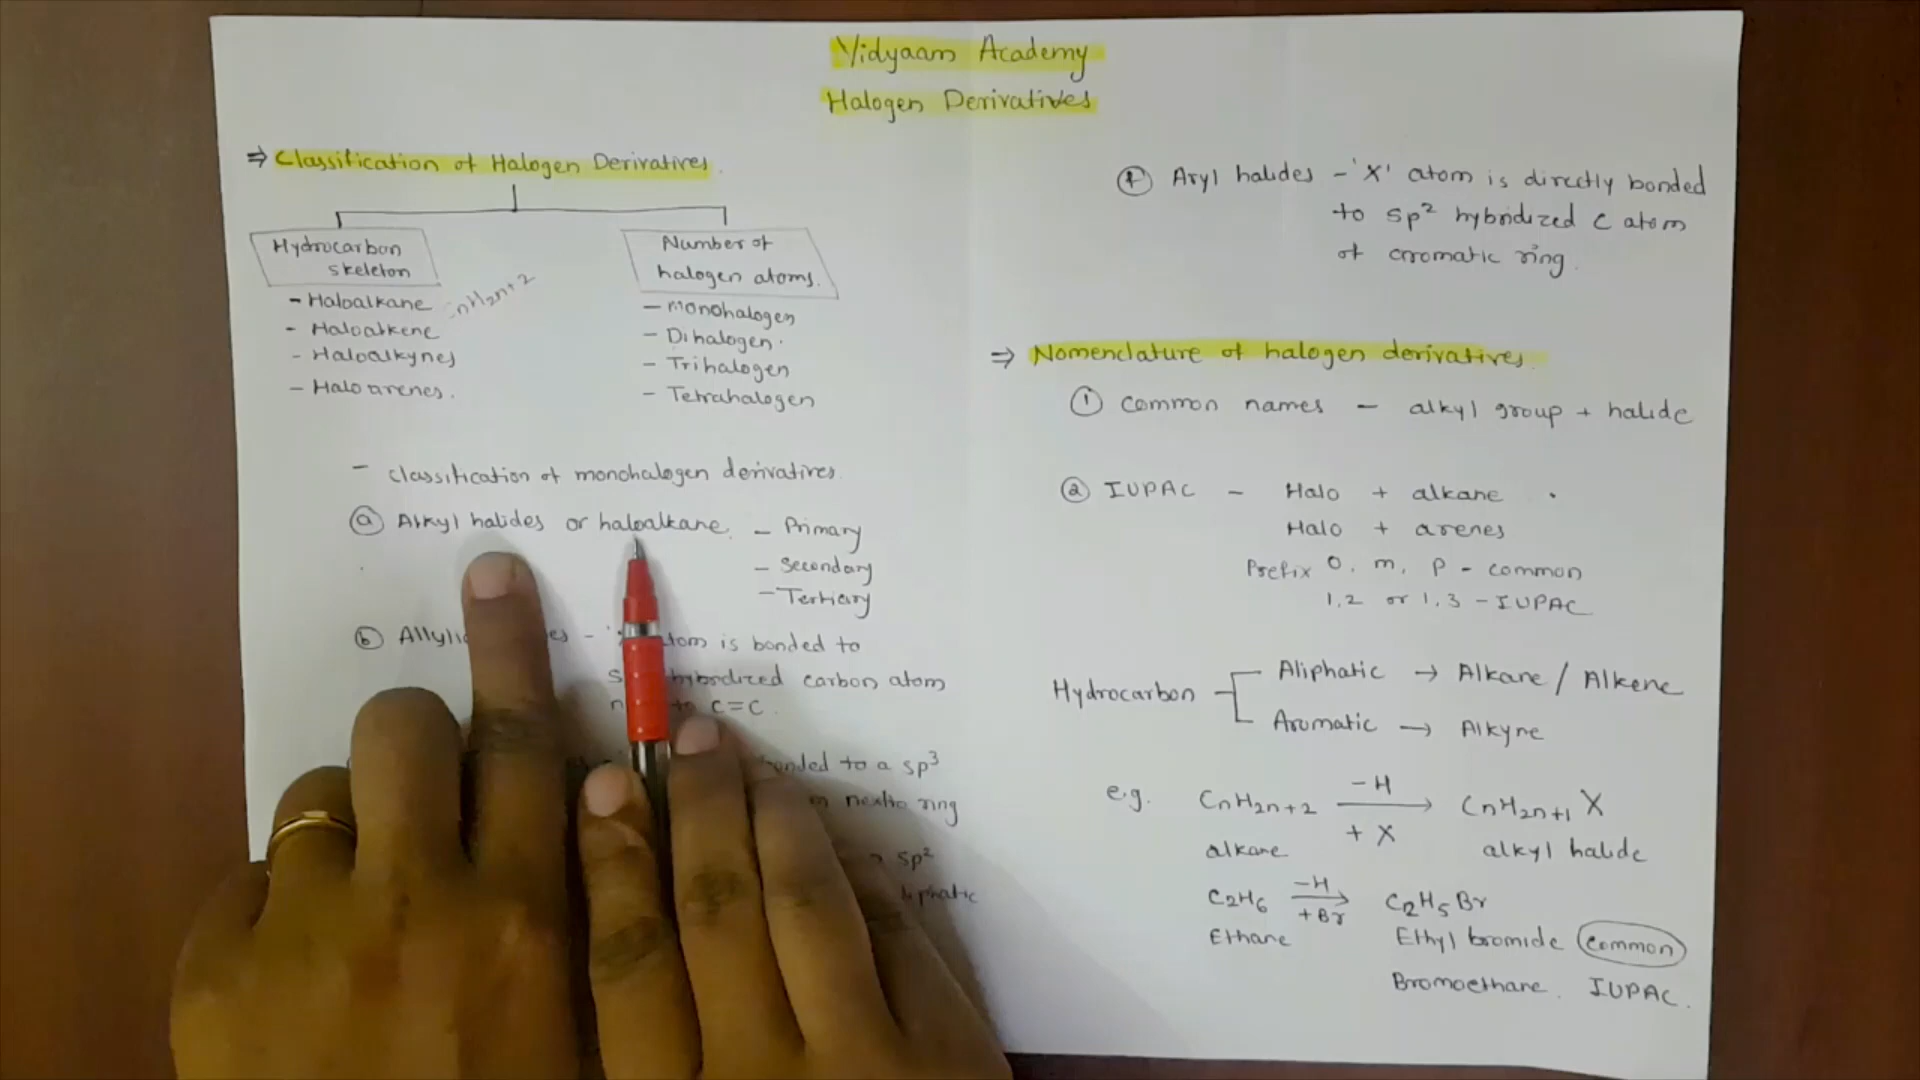 Vidyaam Academy
Halogen Derivatives
⇒ Classification of Halogen Derivatives.
Hydrocarbon
skeleton
- Haloalkane
CnH2n+2
- Haloalkene
- Haloalkynes
- Haloarenes.
Number of
halogen atoms.
- monohalogen
- Dihalogen.
- Trihalogen
- Tetrahalogen
- classification of monohalogen derivatives.
ⓐ Alkyl halides or haloalkane. - Primary
- Secondary
- Tertiary
ⓑ atom is bonded to
hybridized carbon atom
C=C.
to a sp³
ring
sp²
ⓕ Aryl halides - 'X' atom is directly bonded
to sp² hybridized C atom
of aromatic ring.
⇒ Nomenclature of halogen derivatives.
① common names - alkyl group + halide
② IUPAC - Halo + alkane
Halo + arenes
Prefix o, m, p - common
1,2 or 1,3 - IUPAC
Hydrocarbon Aliphatic → Alkane / Alkene
Aromatic → Alkyne
e.g. CnH2n+2 -H + X → CnH2n+1 X
alkane alkyl halide
C2H6 -H +Br → C2H5Br
Ethane Ethyl bromide common
Bromoethane. IUPAC.